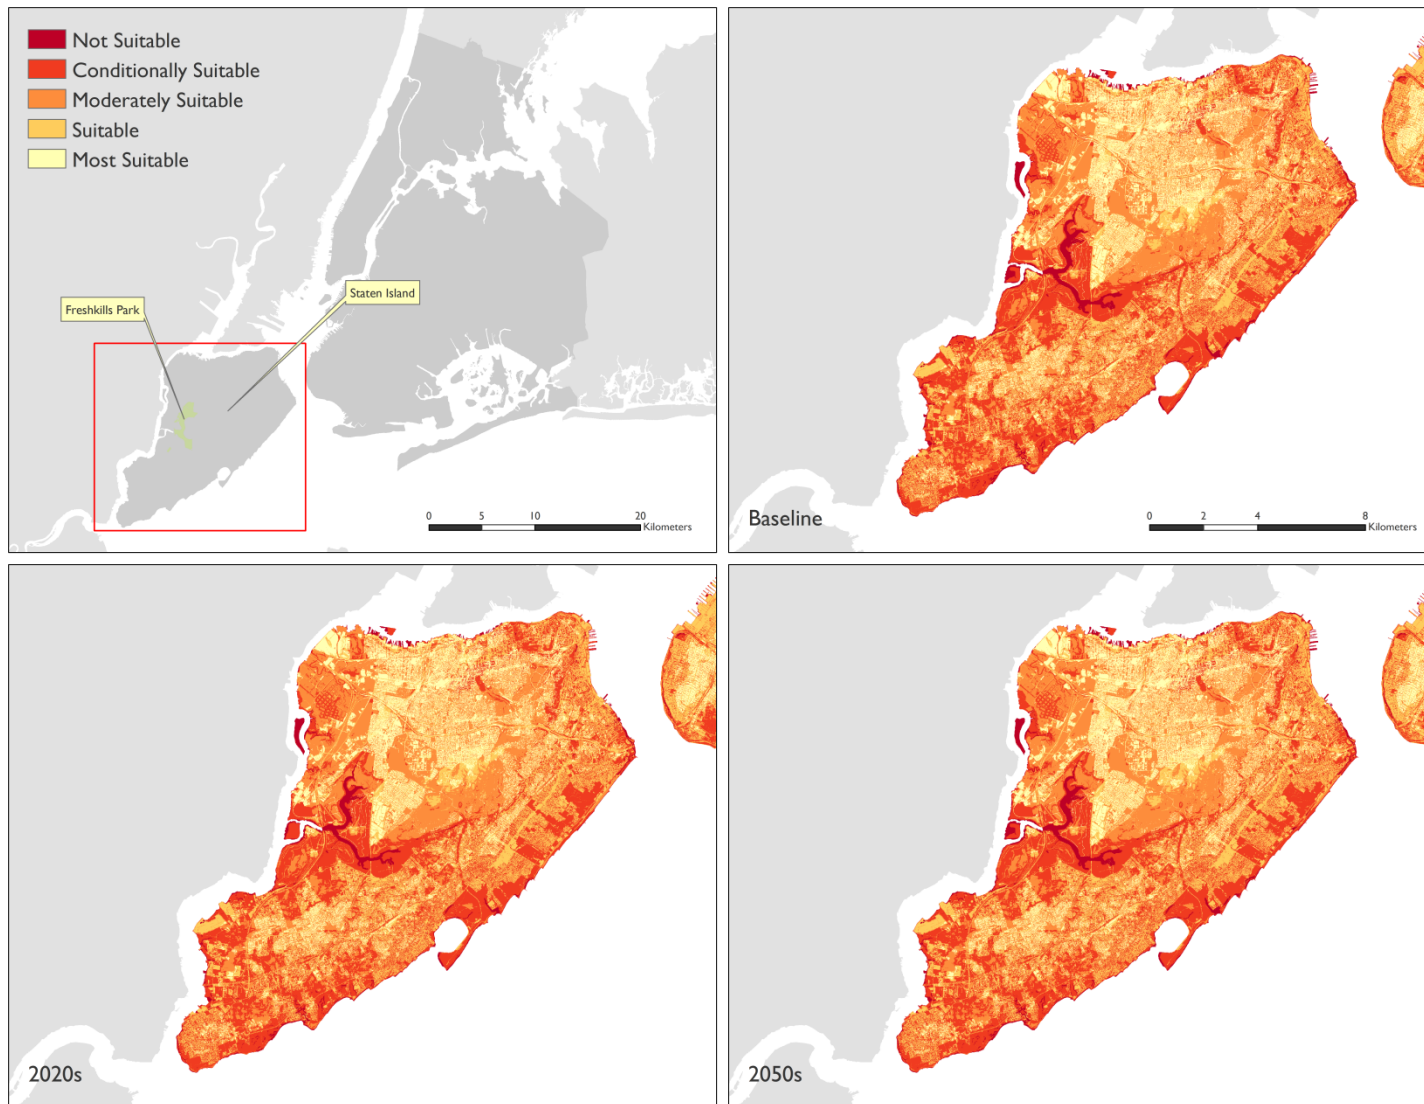 Not Suitable
Conditionally Suitable
Moderately Suitable
Suitable
Most Suitable
Freshkills Park
Staten Island
0 5 10 20
Kilometers
Baseline
0 2 4 8
Kilometers
2020s
2050s